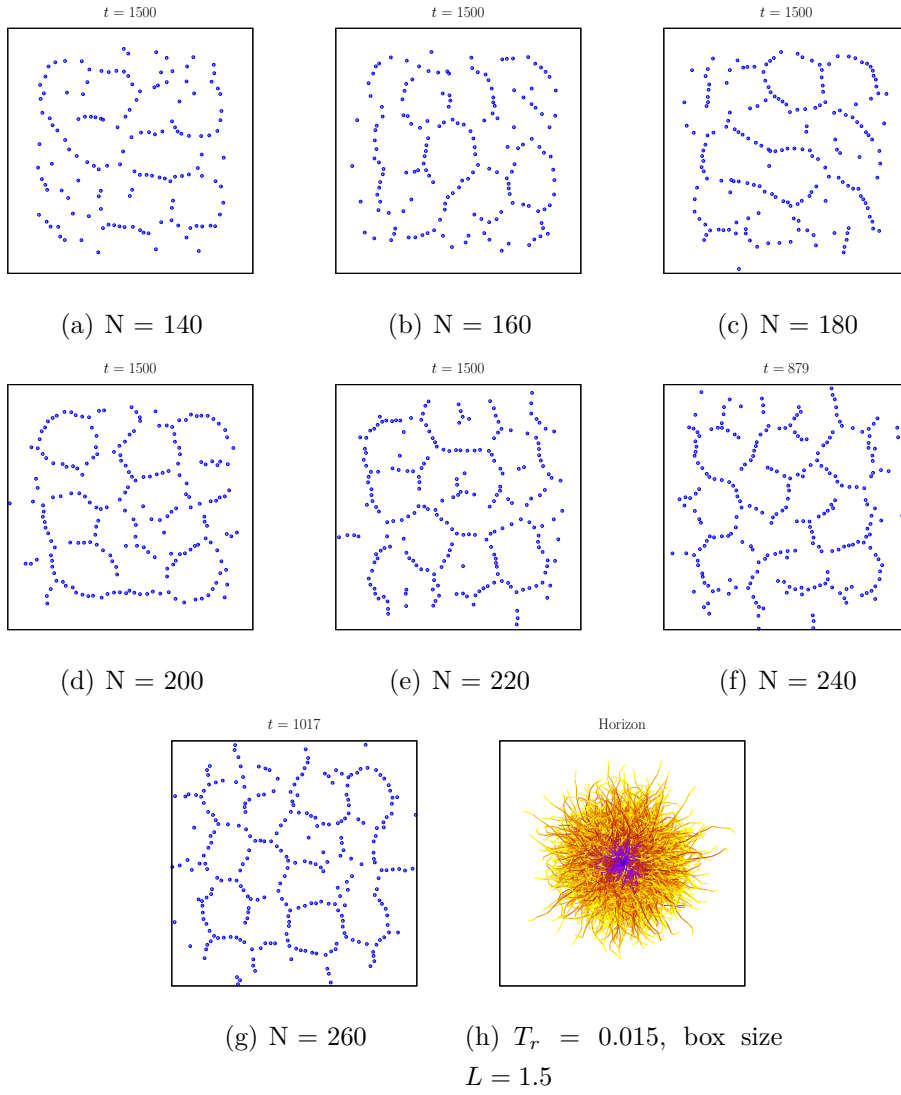 t = 1500
t = 1500
t = 1500
(a) N = 140
(b) N = 160
(c) N = 180
t = 1500
t = 1500
t = 879
(d) N = 200
(e) N = 220
(f) N = 240
t = 1017
Horizon
(g) N = 260
(h) T_r = 0.015, box size
L = 1.5